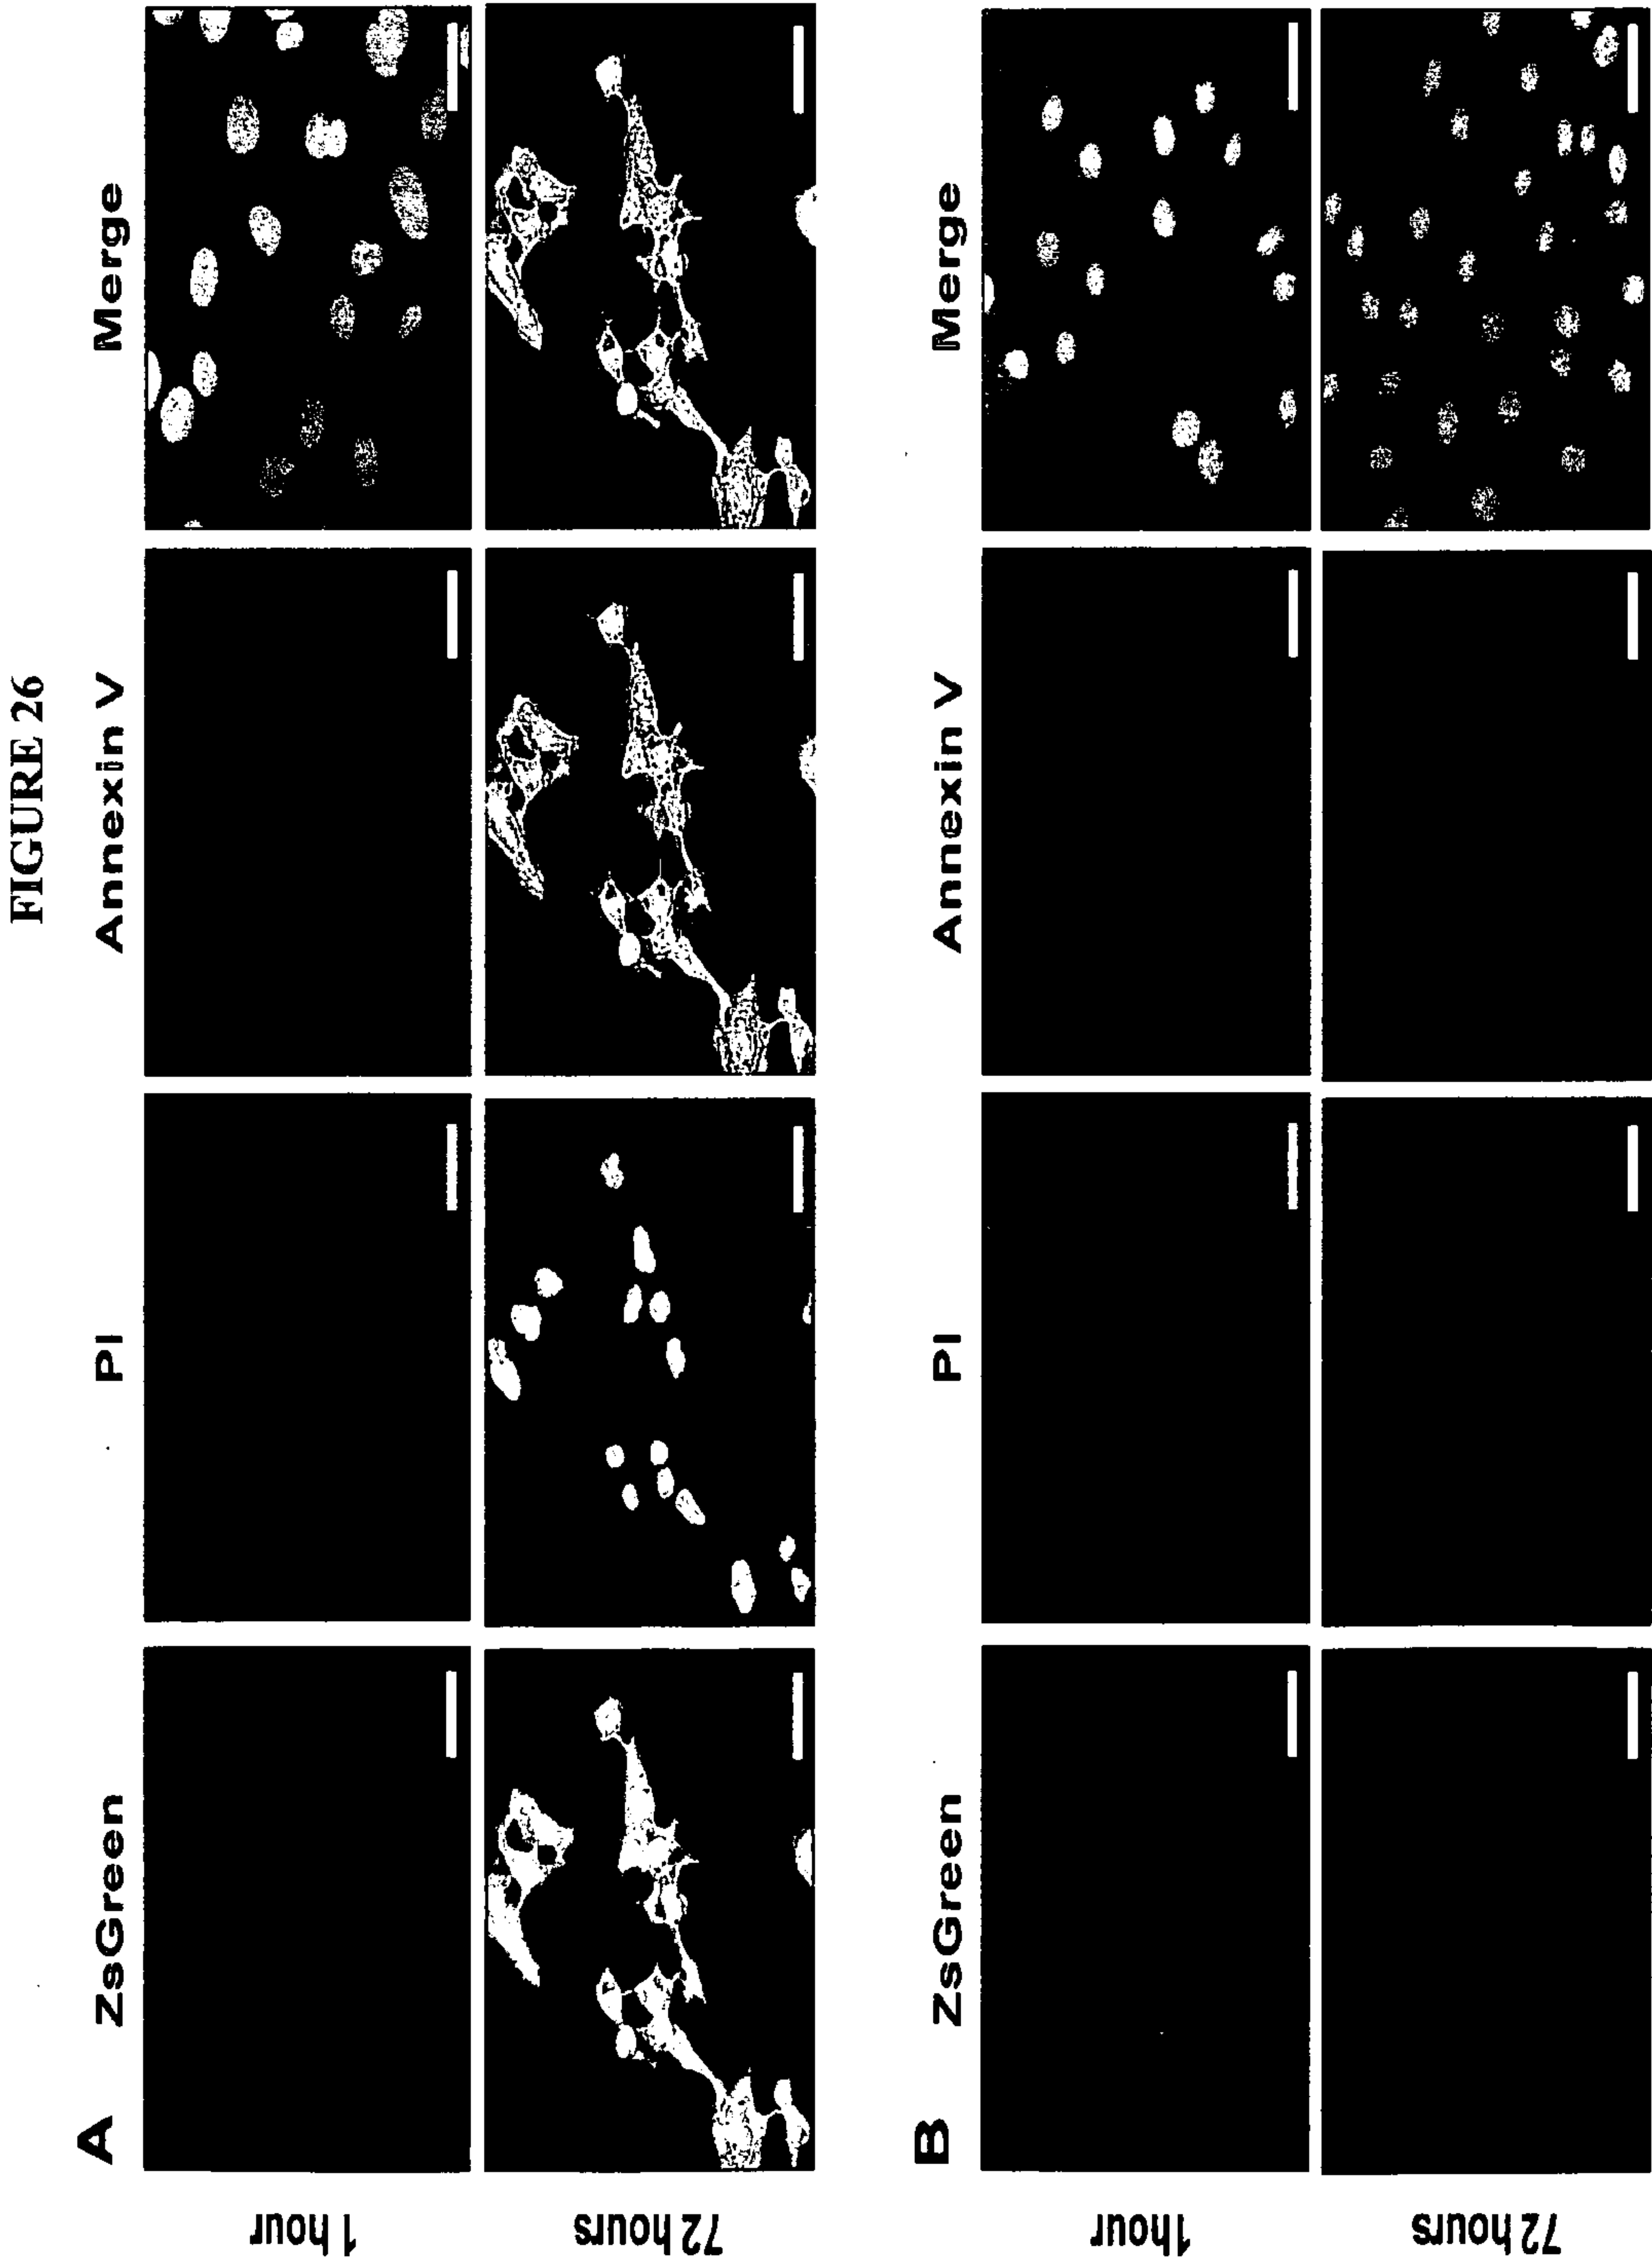 FIGURE 26
A
ZsGreen
PI
Annexin V
Merge
1 hour
72 hours
B
ZsGreen
PI
Annexin V
Merge
1hour
72 hours